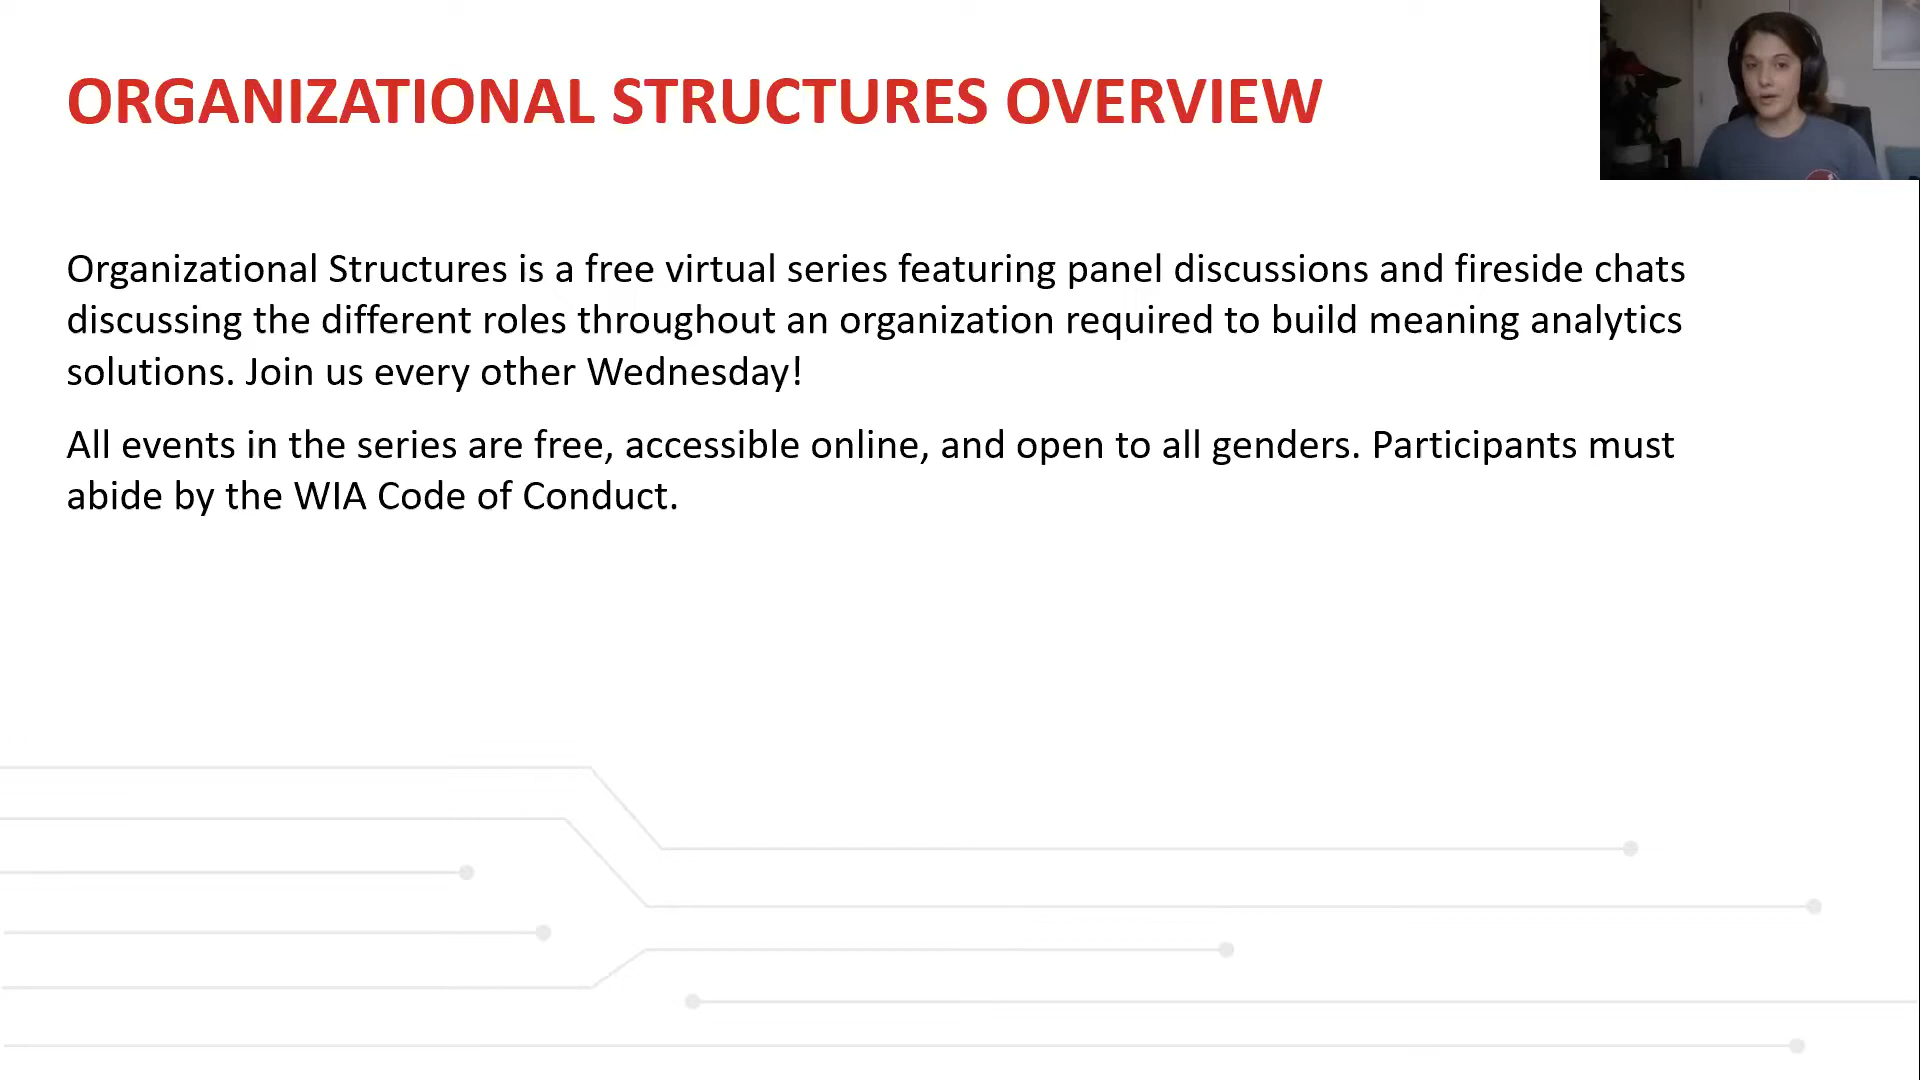 ORGANIZATIONAL STRUCTURES OVERVIEW
Organizational Structures is a free virtual series featuring panel discussions and fireside chats
discussing the different roles throughout an organization required to build meaning analytics
solutions. Join us every other Wednesday!
All events in the series are free, accessible online, and open to all genders. Participants must
abide by the WIA Code of Conduct.